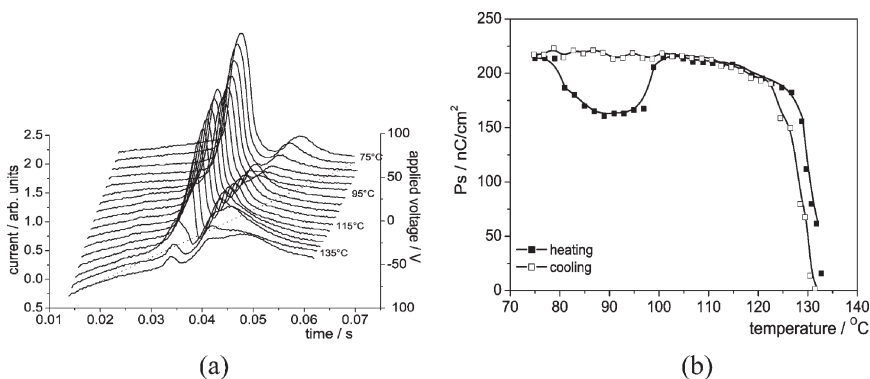 2.5
2.0
1.5
1.0
0.5
0.0
0.5
current / arb. units
100
50
0
-50
100
applied voltage / V
75°C
95°C
115°C
135°C
0.01 0.02 0.03 0.04 0.05 0.06 0.07
time / s
(a)
250
200
150
100
50
0
Ps / nC/cm²
heating
cooling
70 80 90 100 110 120 130 140
temperature / °C
(b)